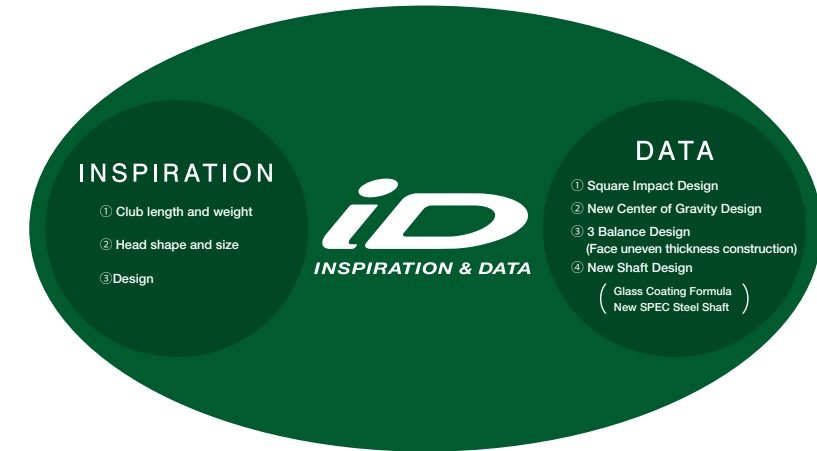 INSPIRATION
① Club length and weight
② Head shape and size
③Design
iD
INSPIRATION & DATA
DATA
① Square Impact Design
② New Center of Gravity Design
③ 3 Balance Design
(Face uneven thickness construction)
④ New Shaft Design
( Glass Coating Formula
New SPEC Steel Shaft )